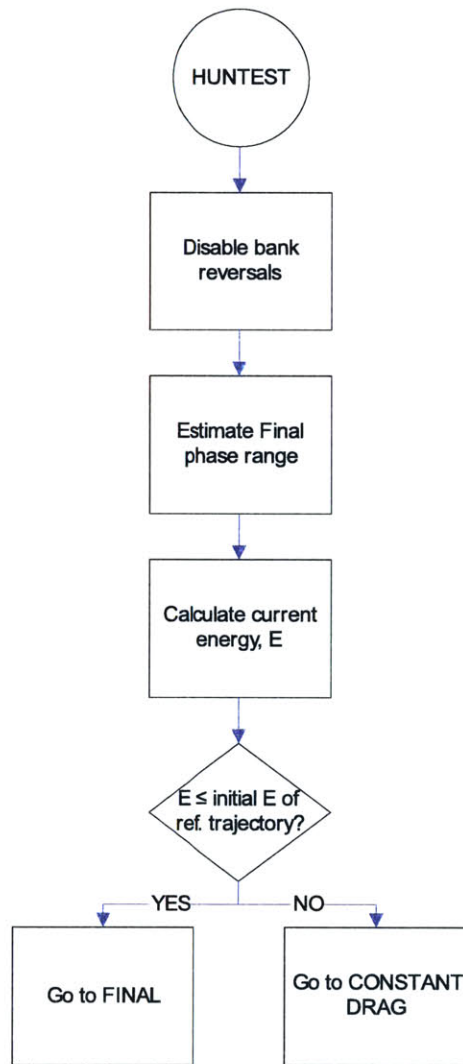 HUNTEST
Disable bank
reversals
Estimate Final
phase range
Calculate current
energy, E
E ≤ initial E of
ref. trajectory?
YES
NO
Go to FINAL
Go to CONSTANT
DRAG